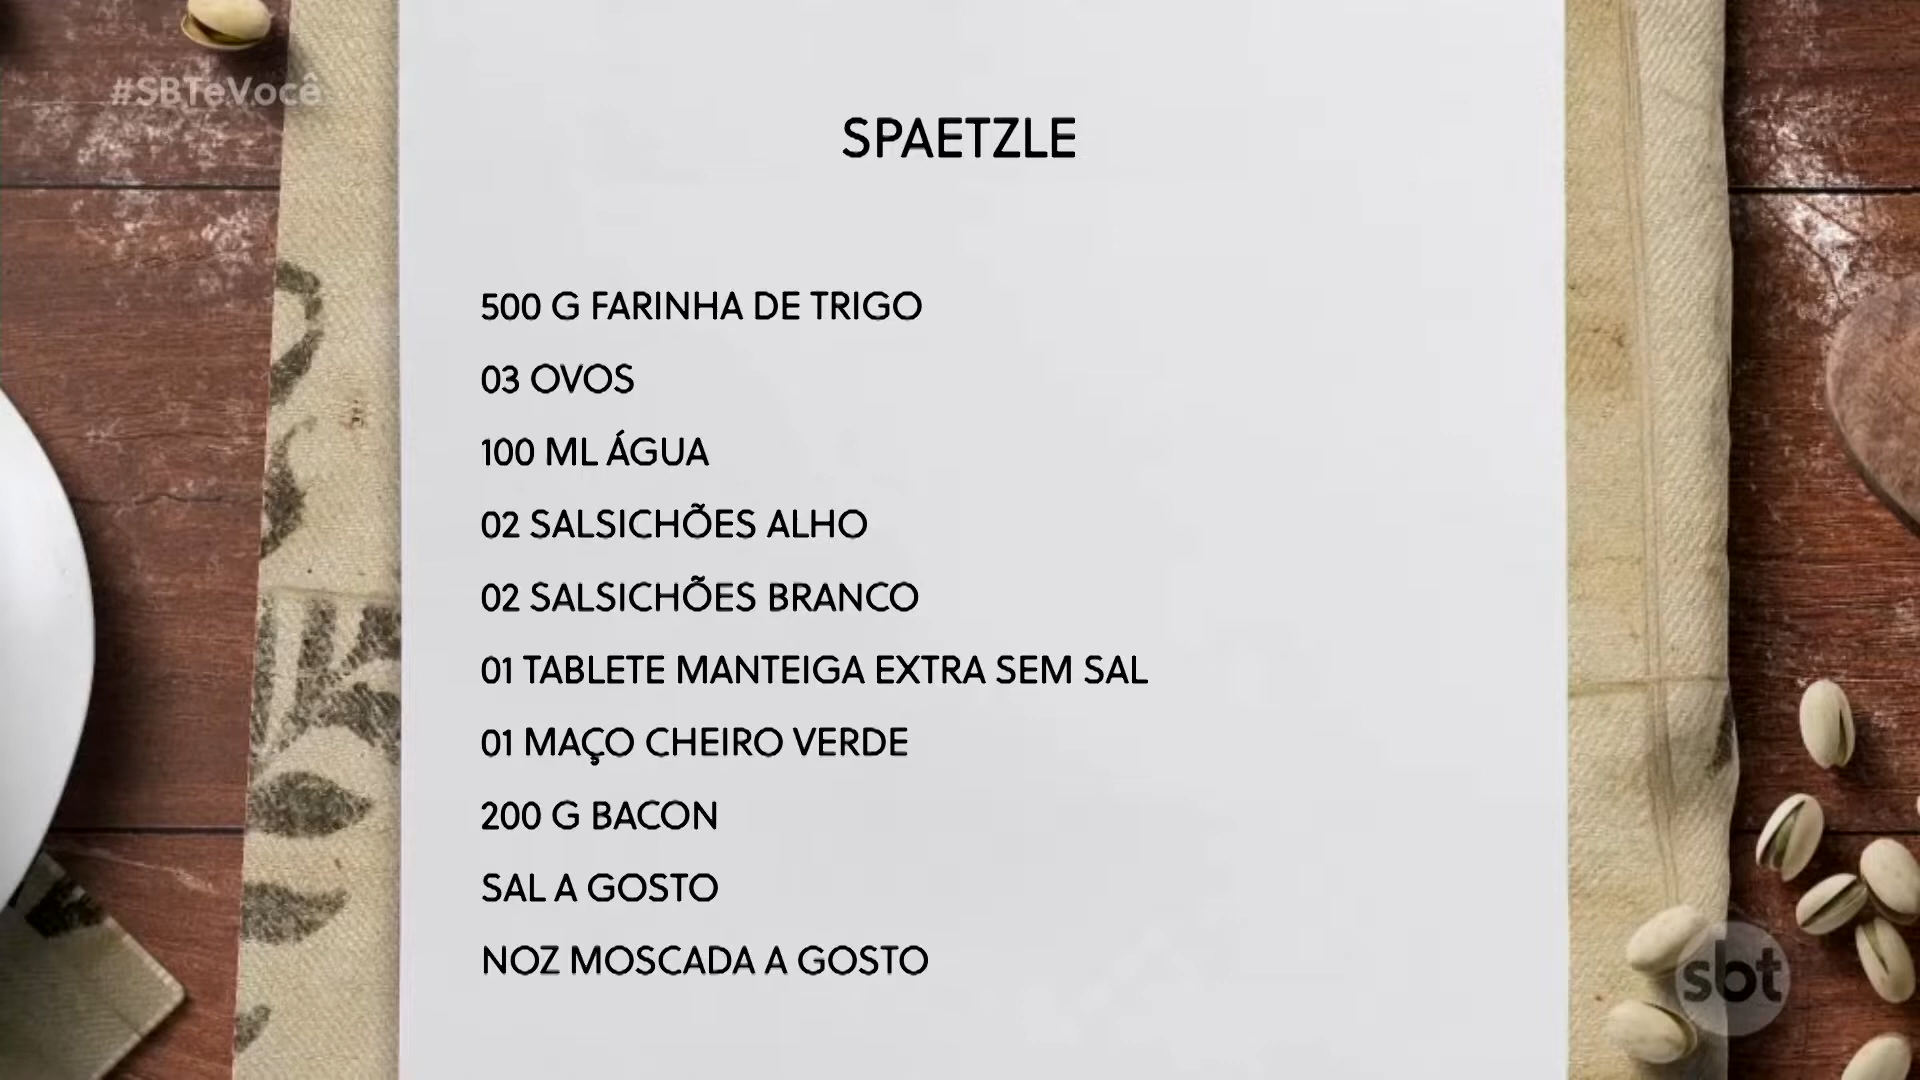 #SBTeVocê
SPAETZLE
500 G FARINHA DE TRIGO
03 OVOS
100 ML ÁGUA
02 SALSICHÕES ALHO
02 SALSICHÕES BRANCO
01 TABLETE MANTEIGA EXTRA SEM SAL
01 MAÇO CHEIRO VERDE
200 G BACON
SAL A GOSTO
NOZ MOSCADA A GOSTO
sbt